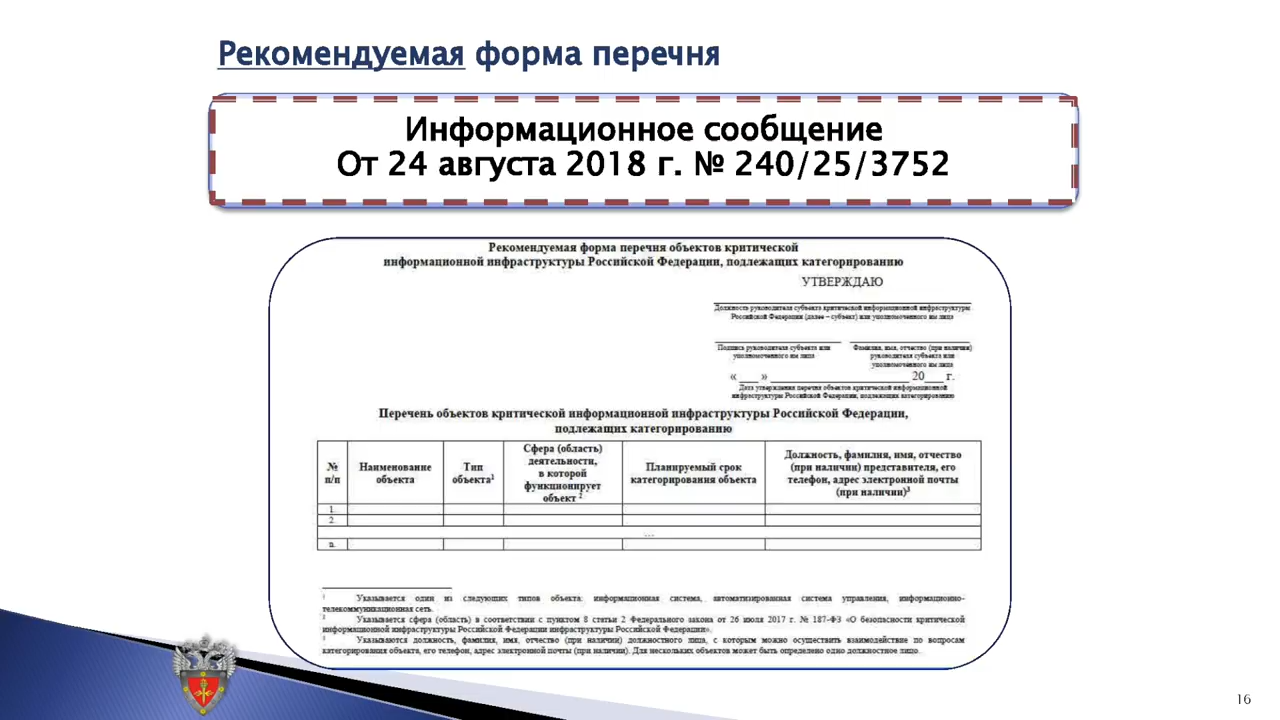 Рекомендуемая форма перечня
Информационное сообщение
От 24 августа 2018 г. № 240/25/3752
Рекомендуемая форма перечня объектов критической
информационной инфраструктуры Российской Федерации, подлежащих категорированию
УТВЕРЖДАЮ
Должность руководителя субъекта критической информационной инфраструктуры
Российской Федерации (далее – субъект) или уполномоченного им лица
Подпись руководителя субъекта или
уполномоченного им лица
Фамилия, имя, отчество (при наличии)
руководителя субъекта или
уполномоченного им лица
« ___ » ____________ 20 ___ г.
Дата утверждения перечня объектов критической информационной
инфраструктуры Российской Федерации, подлежащих категорированию
Перечень объектов критической информационной инфраструктуры Российской Федерации,
подлежащих категорированию
№
п/п
Наименование
объекта
Тип
объекта¹
Сфера (область)
деятельности,
в которой
функционирует
объект ²
Планируемый срок
категорирования объекта
Должность, фамилия, имя, отчество
(при наличии) представителя, его
телефон, адрес электронной почты
(при наличии)³
1.
2.
…
n.
¹ Указывается один из следующих типов объекта: информационная система, автоматизированная система управления, информационно-
телекоммуникационная сеть.
² Указывается сфера (область) в соответствии с пунктом 8 статьи 2 Федерального закона от 26 июля 2017 г. № 187-ФЗ «О безопасности критической
информационной инфраструктуры Российской Федерации инфраструктуры Российской Федерации».
³ Указываются должность, фамилия, имя, отчество (при наличии) должностного лица, с которым можно осуществить взаимодействие по вопросам
категорирования объекта, его телефон, адрес электронной почты (при наличии). Для нескольких объектов может быть определено одно должностное лицо.
16